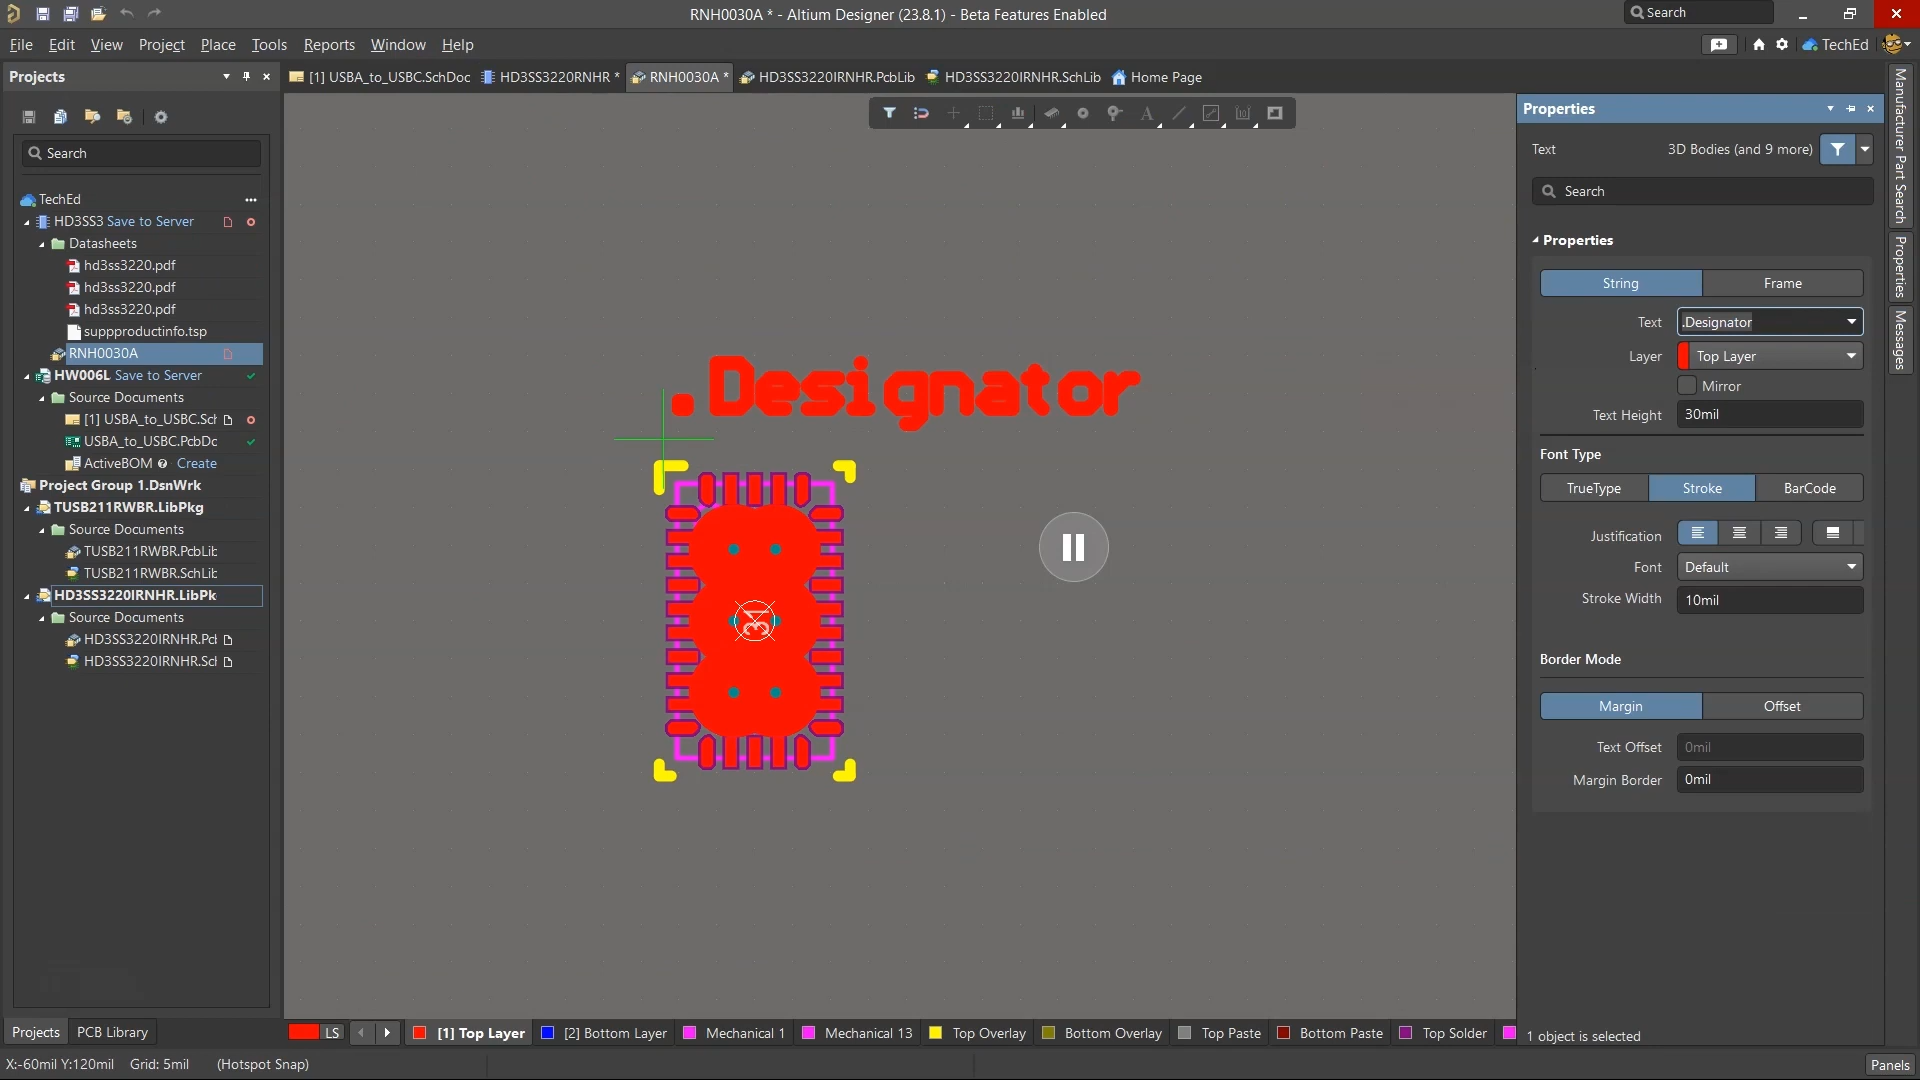 RNH0030A * - Altium Designer (23.8.1) - Beta Features Enabled
Search
File Edit View Project Place Tools Reports Window Help
TechEd
Projects
[1] USBA_to_USBC.SchDoc HD3SS3220RNHR * RNH0030A * HD3SS3220IRNHR.PcbLib HD3SS3220IRNHR.SchLib Home Page
Search
TechEd
HD3SS3 Save to Server
Datasheets
hd3ss3220.pdf
hd3ss3220.pdf
hd3ss3220.pdf
suppproductinfo.tsp
RNH0030A
HW006L Save to Server
Source Documents
[1] USBA_to_USBC.Sch
USBA_to_USBC.PcbDc
ActiveBOM Create
Project Group 1.DsnWrk
TUSB211RWBR.LibPkg
Source Documents
TUSB211RWBR.PcbLib
TUSB211RWBR.SchLib
HD3SS3220IRNHR.LibPk
Source Documents
HD3SS3220IRNHR.Pcl
HD3SS3220IRNHR.Scl
Projects PCB Library
.Designator
31
LS [1] Top Layer [2] Bottom Layer Mechanical 1 Mechanical 13 Top Overlay Bottom Overlay Top Paste Bottom Paste Top Solder
X:-60mil Y:120mil Grid: 5mil (Hotspot Snap)
Properties
Text 3D Bodies (and 9 more)
Search
Properties
String Frame
Text .Designator
Layer Top Layer
Mirror
Text Height 30mil
Font Type
TrueType Stroke BarCode
Justification
Font Default
Stroke Width 10mil
Border Mode
Margin Offset
Text Offset 0mil
Margin Border 0mil
1 object is selected
Panels
Manufacturer Part Search
Properties
Messages